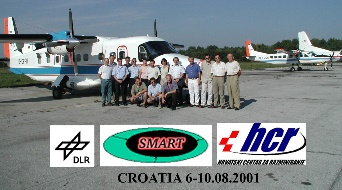 DLR
SMART
hcr
HRVATSKI CENTAR ZA RAZMINIRANJE
CROATIA 6-10.08.2001